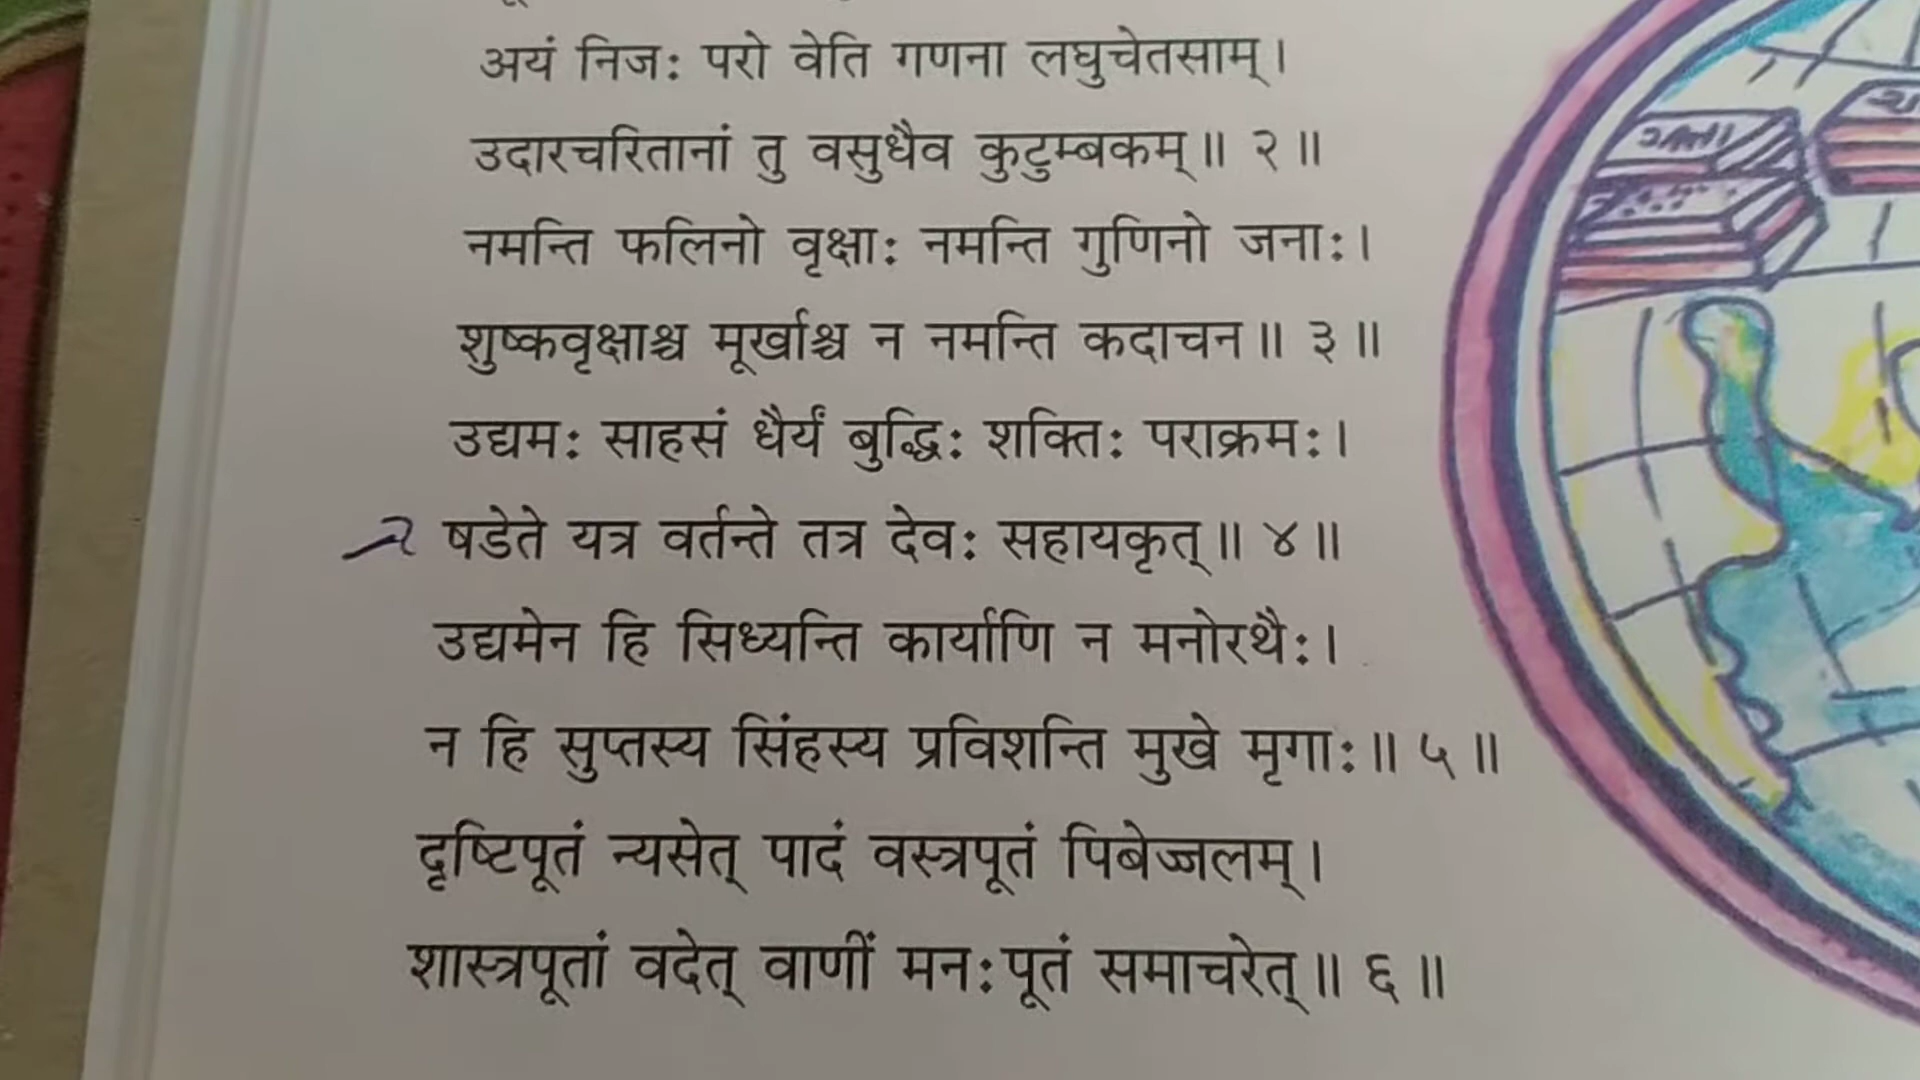 अयं निजः परो वेति गणना लघुचेतसाम्।
उदारचरितानां तु वसुधैव कुटुम्बकम्॥ २ ॥
नमन्ति फलिनो वृक्षाः नमन्ति गुणिनो जनाः।
शुष्कवृक्षाश्च मूर्खाश्च न नमन्ति कदाचन॥ ३ ॥
उद्यमः साहसं धैर्यं बुद्धिः शक्तिः पराक्रमः।
षडेते यत्र वर्तन्ते तत्र देवः सहायकृत्॥ ४ ॥
उद्यमेन हि सिध्यन्ति कार्याणि न मनोरथैः।
न हि सुप्तस्य सिंहस्य प्रविशन्ति मुखे मृगाः॥ ५ ॥
दृष्टिपूतं न्यसेत् पादं वस्त्रपूतं पिबेज्जलम्।
शास्त्रपूतां वदेत् वाणीं मनःपूतं समाचरेत्॥ ६ ॥